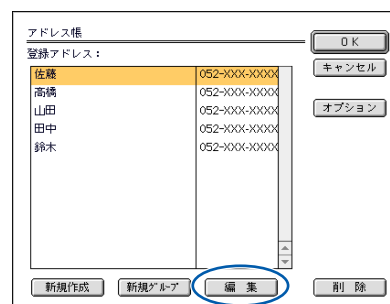 アドレス帳
登録アドレス：
佐藤 052-XXX-XXXX
高橋 052-XXX-XXXX
山田 052-XXX-XXXX
田中 052-XXX-XXXX
鈴木 052-XXX-XXXX
OK
キャンセル
オプション
新規作成 新規ｸﾞﾙｰﾌﾟ 編集 削除